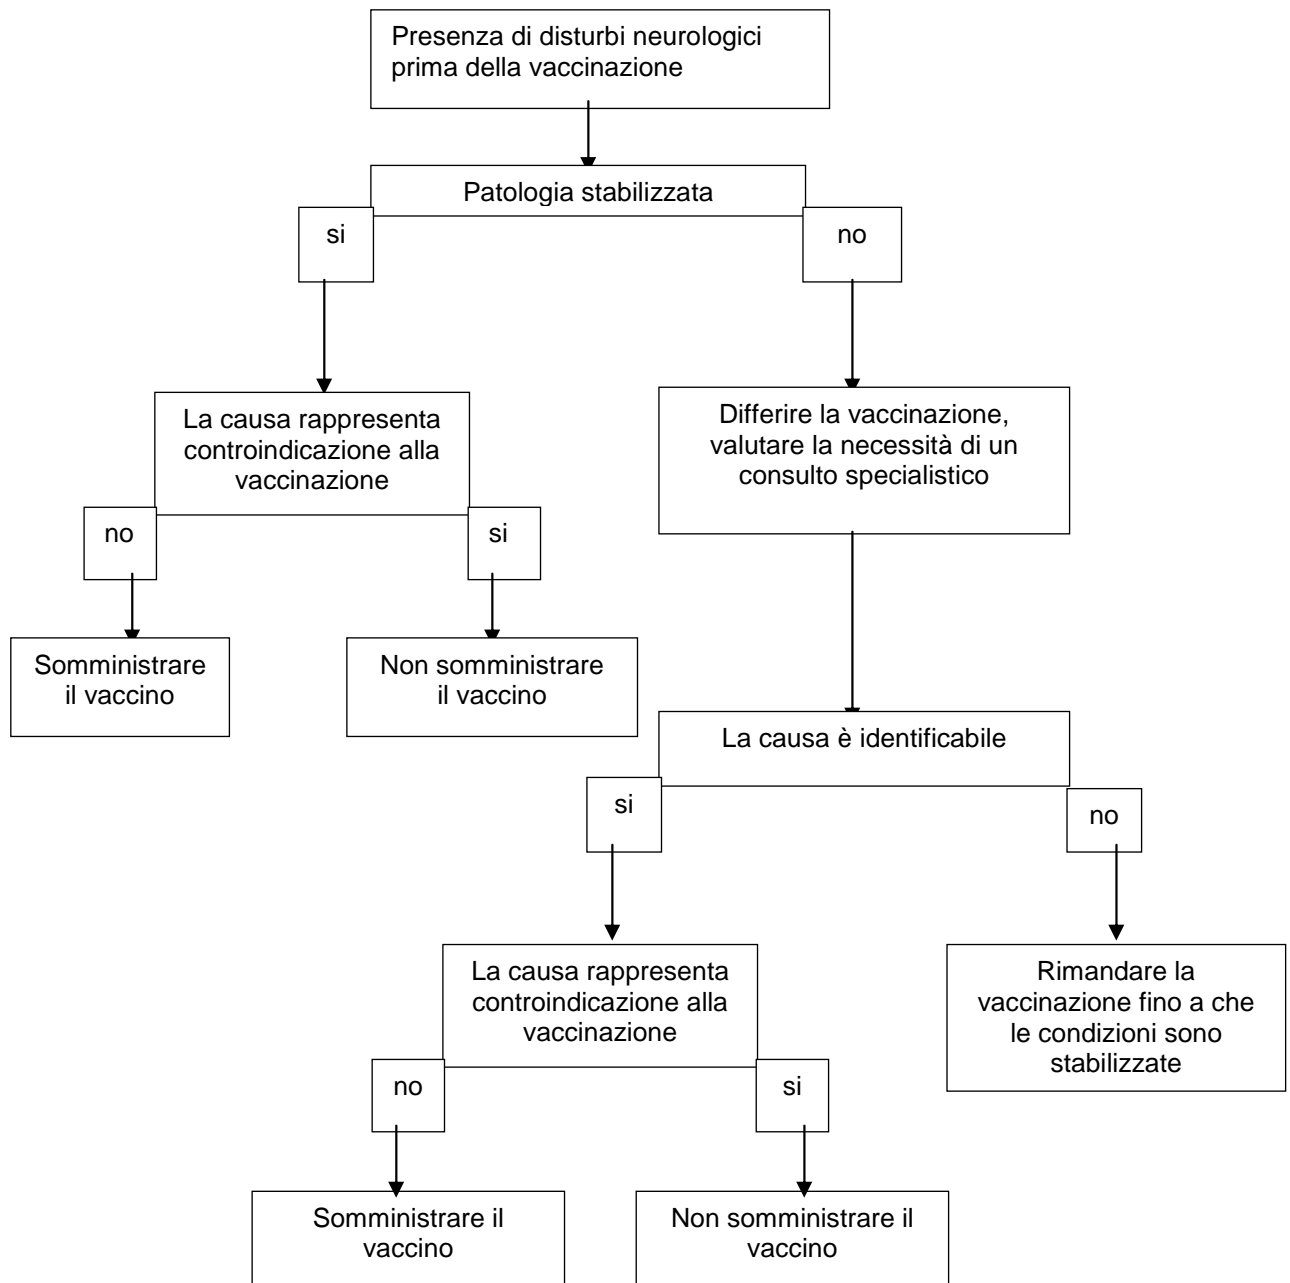 Presenza di disturbi neurologici
prima della vaccinazione
Patologia stabilizzata
si
no
La causa rappresenta
controindicazione alla
vaccinazione
Differire la vaccinazione,
valutare la necessità di un
consulto specialistico
no
si
Somministrare
il vaccino
Non somministrare
il vaccino
La causa è identificabile
si
no
La causa rappresenta
controindicazione alla
vaccinazione
Rimandare la
vaccinazione fino a che
le condizioni sono
stabilizzate
no
si
Somministrare il
vaccino
Non somministrare il
vaccino